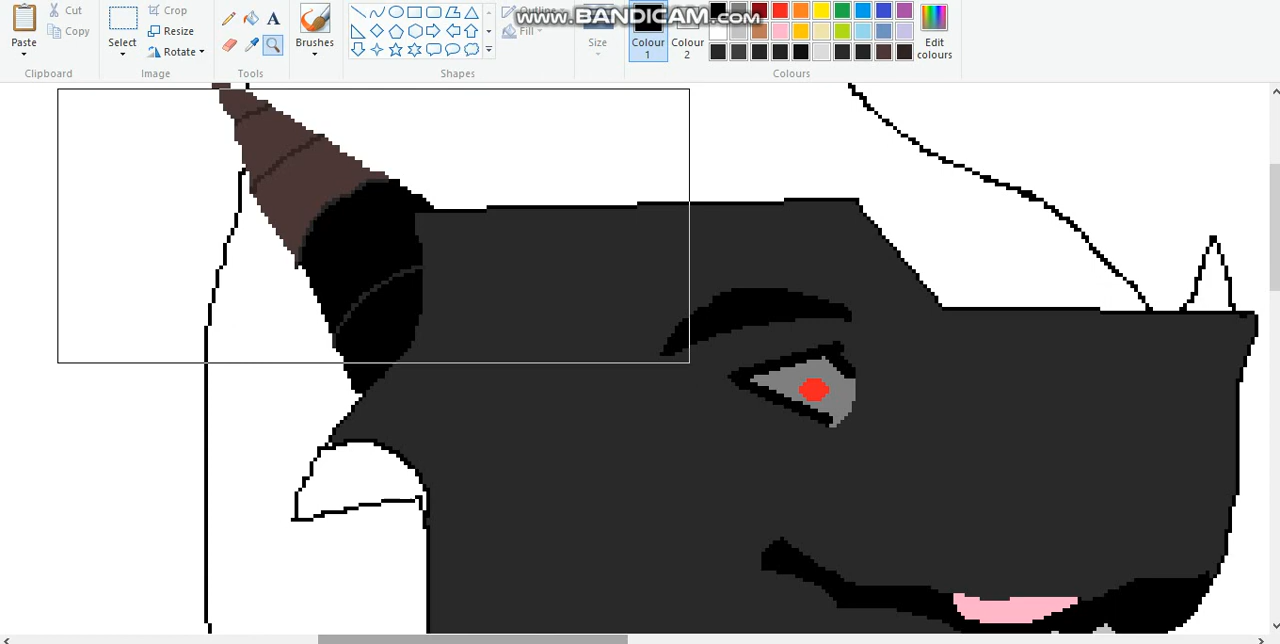 www.BANDICAM.com
Cut
Copy
Paste
Clipboard
Select
Crop
Resize
Rotate
Image
A
Tools
Brushes
Outline
Fill
Shapes
Size
Colour 1
Colour 2
Edit colours
Colours